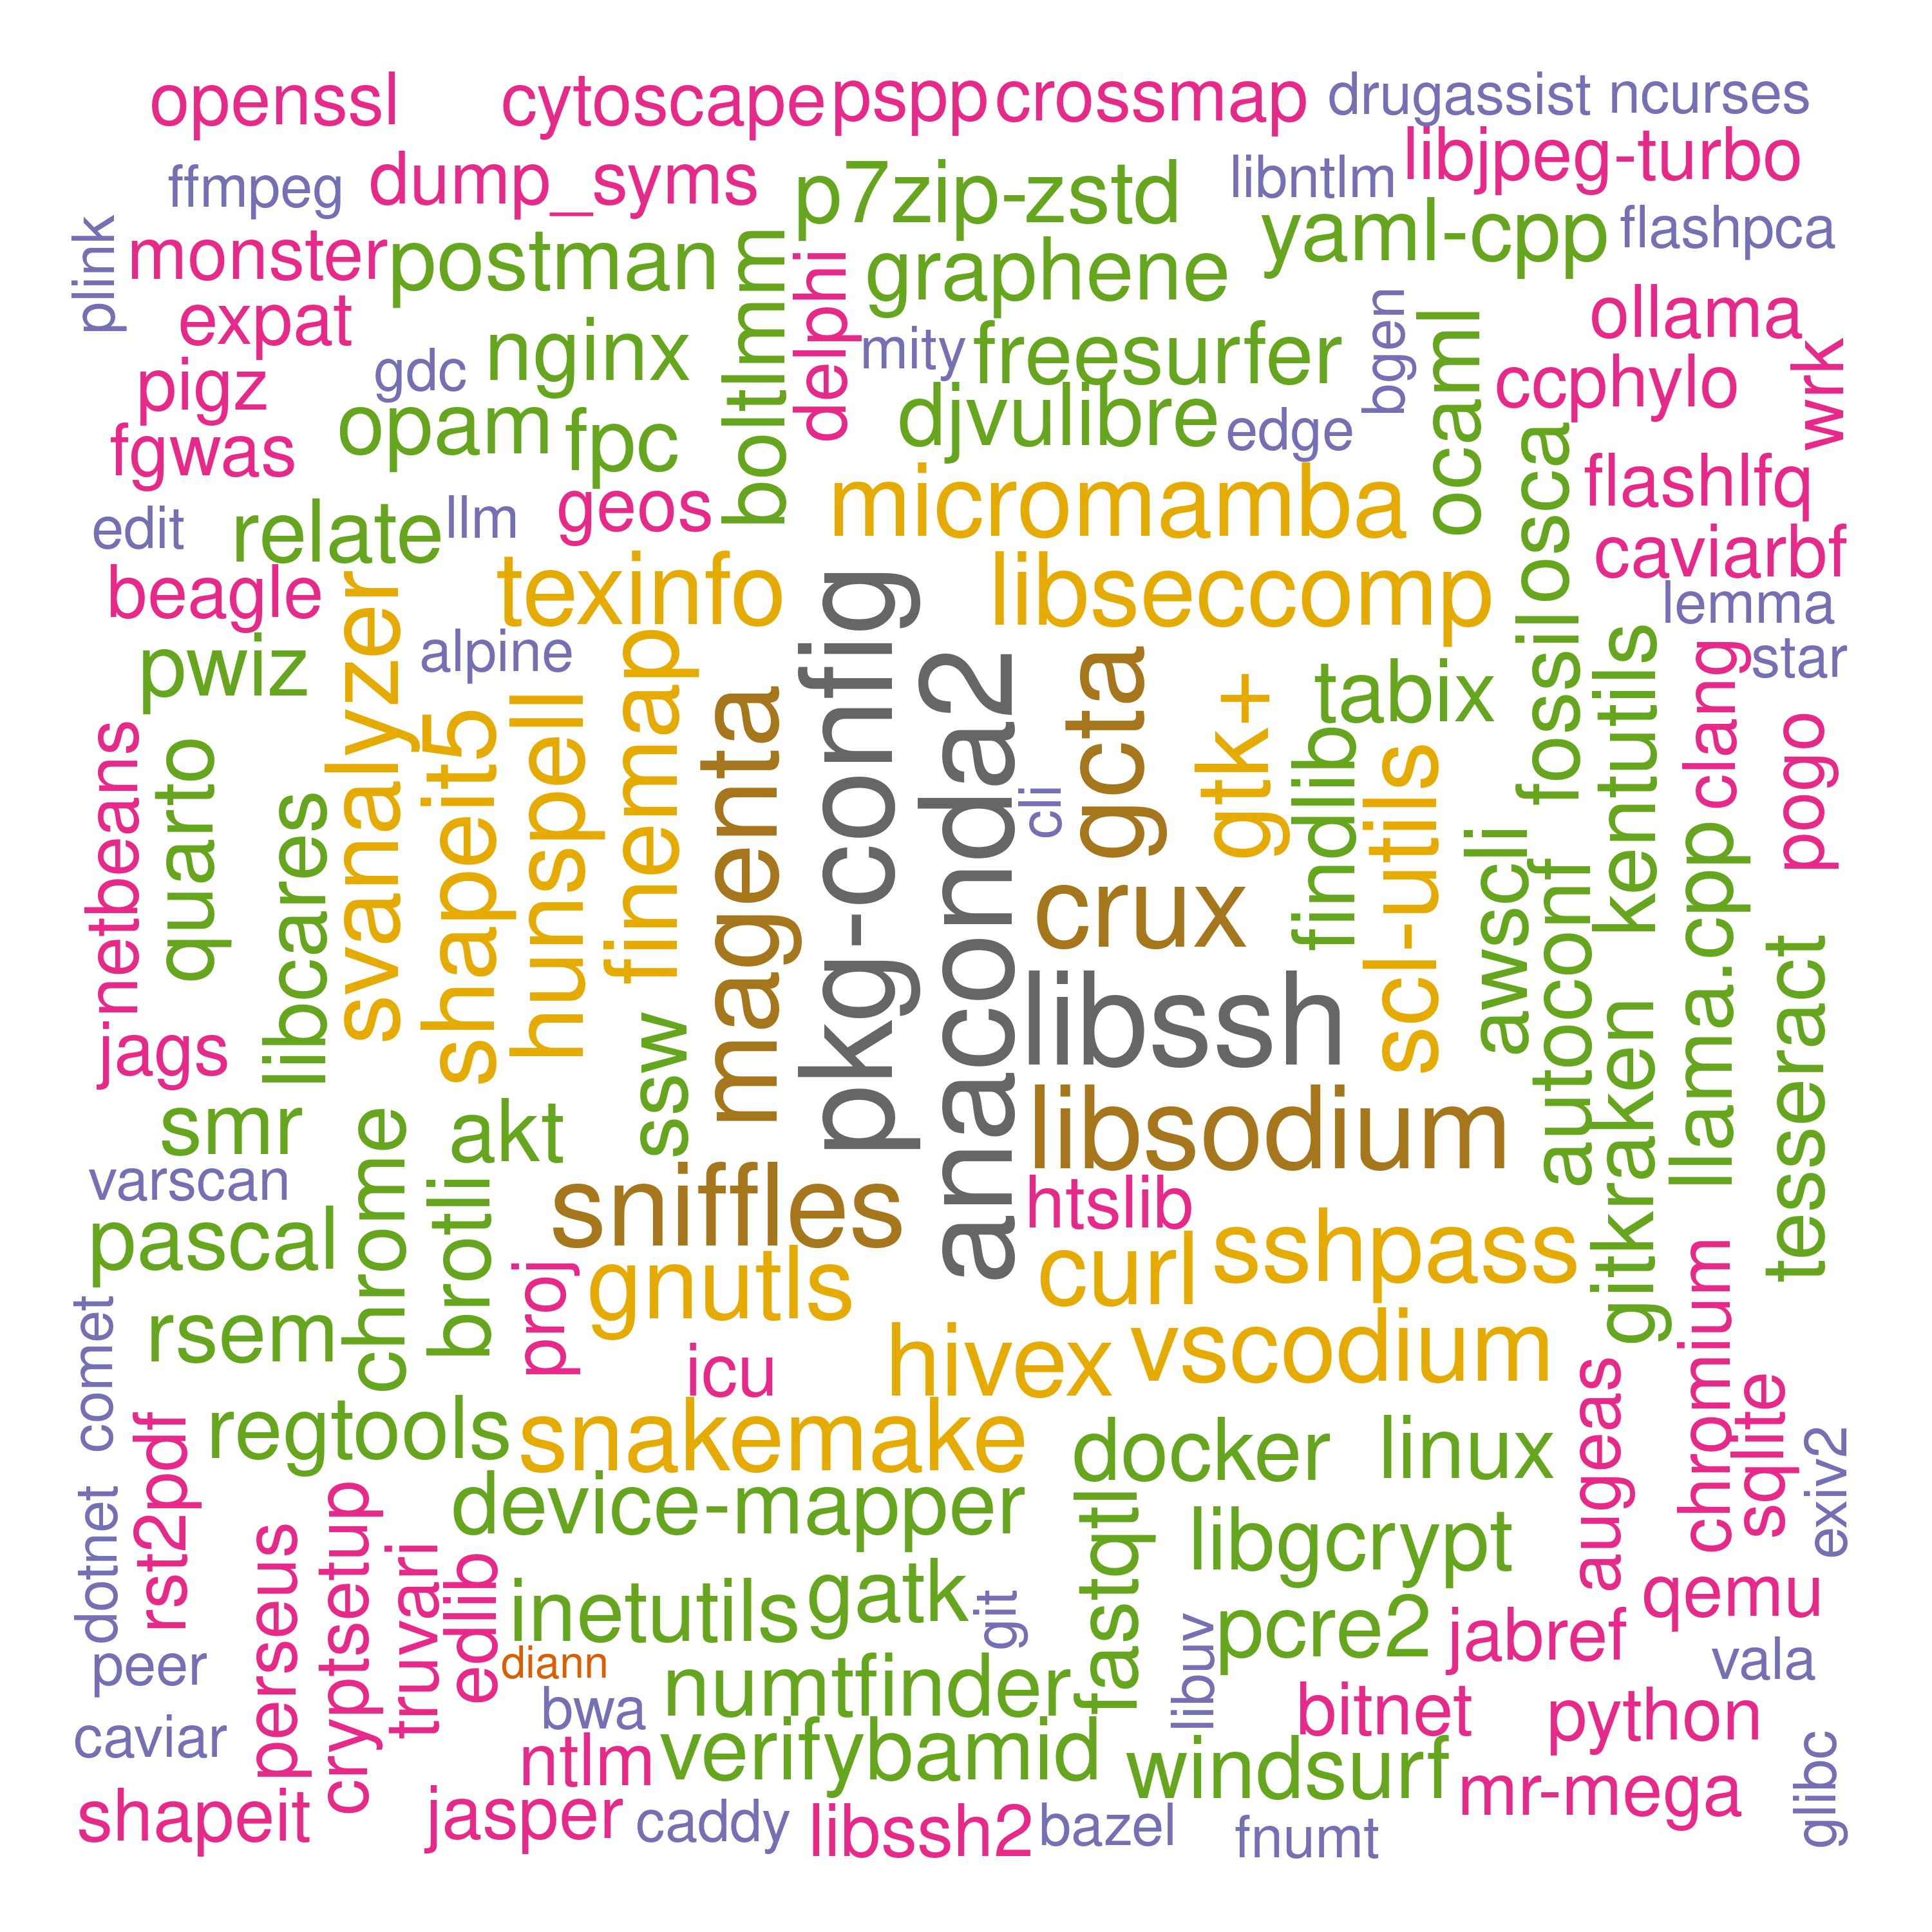 openssl
cytoscape
pspp
crossmap
drugassist
ncurses
ffmpeg
dump_syms
p7zip-zstd
libntlm
libjpeg-turbo
plink
monster
postman
boltlmm
delphi
graphene
yaml-cpp
flashpca
expat
gdc
nginx
mity
freesurfer
bgen
ocaml
ollama
pigz
opam
fpc
djvulibre
edge
ccphylo
wrk
fgwas
osca
edit
relate
llm
geos
micromamba
flashlfq
beagle
svanalyzer
texinfo
pkg-config
libseccomp
caviarbf
lemma
pwiz
alpine
finemap
anaconda2
gcta
gtk+
tabix
fossil
kentutils
clang
star
netbeans
quarto
libcares
shapeit5
hunspell
magenta
cli
findlib
scl-utils
awscli
llama.cpp
pogo
crux
autoconf
jags
ssw
libssh
gitkraken
tesseract
smr
chrome
akt
libsodium
varscan
brotli
sniffles
htslib
pascal
gnutls
curl
sshpass
comet
rsem
proj
icu
hivex
vscodium
chromium
augeas
sqlite
rst2pdf
regtools
snakemake
docker
linux
exiv2
dotnet
perseus
cryptsetup
device-mapper
fastqtl
libgcrypt
truvari
edlib
inetutils
gatk
git
libuv
pcre2
jabref
qemu
peer
diann
numtfinder
vala
caviar
bwa
bitnet
python
ntlm
verifybamid
windsurf
mr-mega
glibc
shapeit
jasper
caddy
libssh2
bazel
fnumt